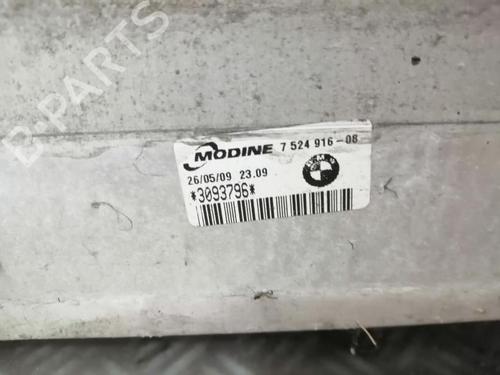 MODINE 7 524 916-08
26/05/09 23.09
BMW
*3093796*
B-PARTS